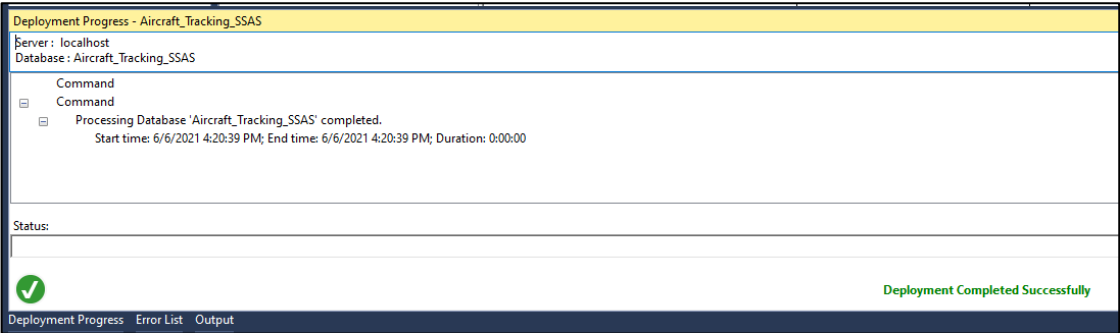 Deployment Progress - Aircraft_Tracking_SSAS
Server : localhost
Database : Aircraft_Tracking_SSAS
Command
Command
Processing Database 'Aircraft_Tracking_SSAS' completed.
Start time: 6/6/2021 4:20:39 PM; End time: 6/6/2021 4:20:39 PM; Duration: 0:00:00
Status:
Deployment Completed Successfully
Deployment Progress Error List Output